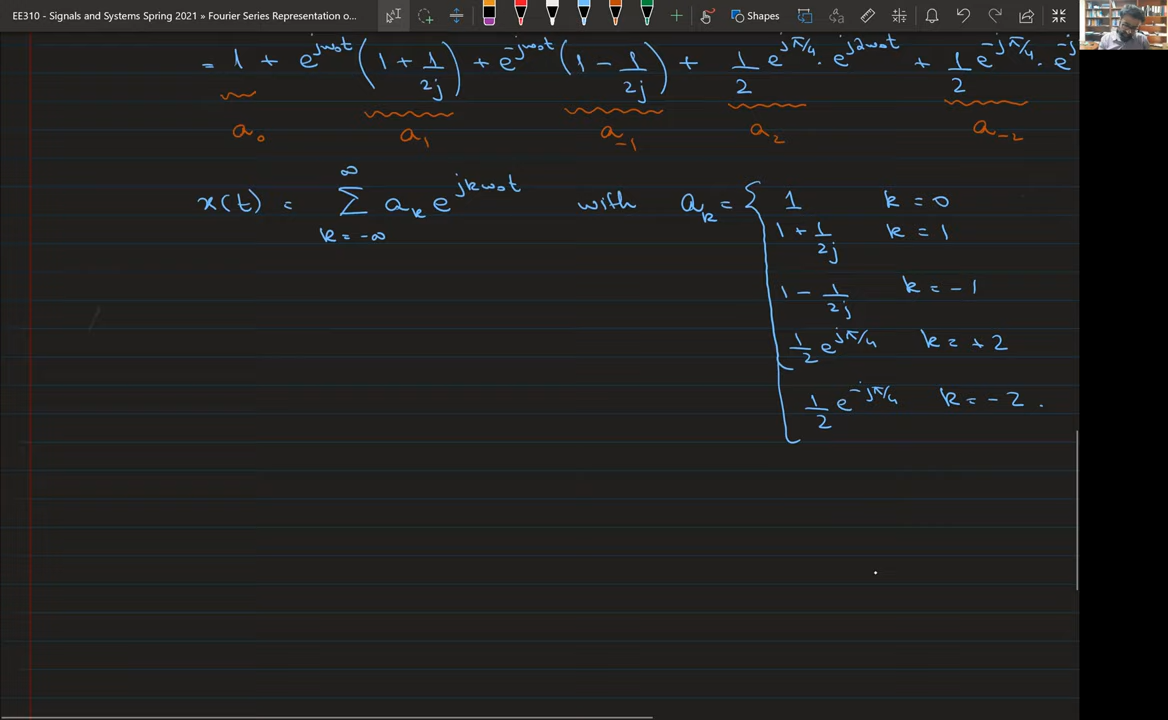 EE310 - Signals and Systems Spring 2021 » Fourier Series Representation o...
Shapes
= 1 + e^{jω₀t} (1 + 1/2j) + e^{-jω₀t} (1 - 1/2j) + 1/2 e^{jπ/4} · e^{j2ω₀t} + 1/2 e^{-jπ/4} · e^{-j
a₀ a₁ a₋₁ a₂ a₋₂
x(t) = ∑_{k=-∞}^{∞} a_k e^{jkω₀t} with a_k = { 1 k = 0
1 + 1/2j k = 1
1 - 1/2j k = -1
1/2 e^{jπ/4} k = +2
1/2 e^{-jπ/4} k = -2 .